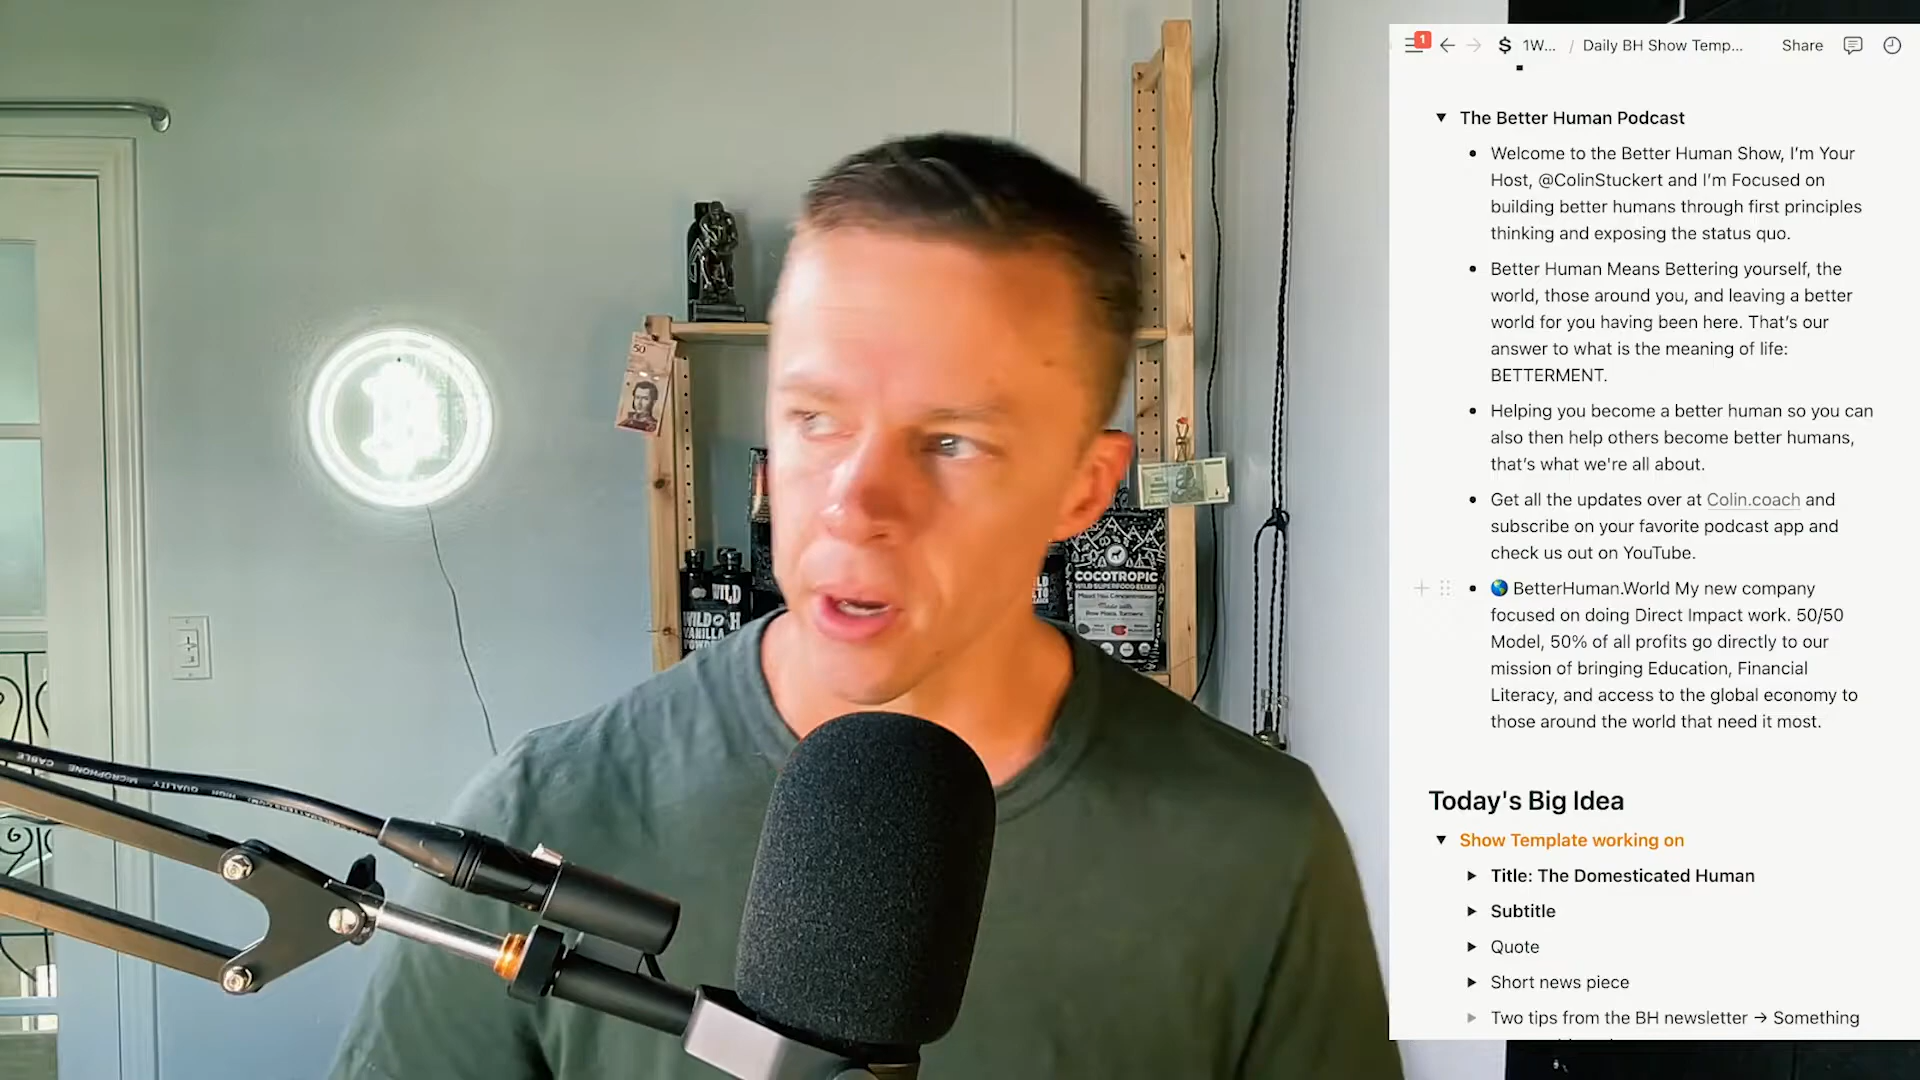 1
$ 1W... / Daily BH Show Temp... Share
The Better Human Podcast
Welcome to the Better Human Show, I'm Your
Host, @ColinStuckert and I'm Focused on
building better humans through first principles
thinking and exposing the status quo.
Better Human Means Bettering yourself, the
world, those around you, and leaving a better
world for you having been here. That's our
answer to what is the meaning of life:
BETTERMENT.
Helping you become a better human so you can
also then help others become better humans,
that's what we're all about.
Get all the updates over at Colin.coach and
subscribe on your favorite podcast app and
check us out on YouTube.
🌎 BetterHuman.World My new company
focused on doing Direct Impact work. 50/50
Model, 50% of all profits go directly to our
mission of bringing Education, Financial
Literacy, and access to the global economy to
those around the world that need it most.
Today's Big Idea
Show Template working on
Title: The Domesticated Human
Subtitle
Quote
Short news piece
Two tips from the BH newsletter → Something
50
WILD
WILD
VANILLA
COCOTROPIC
WILD SUPERFOOD ELIXIR
MICROPHONE CABLE
HIGH QUALITY